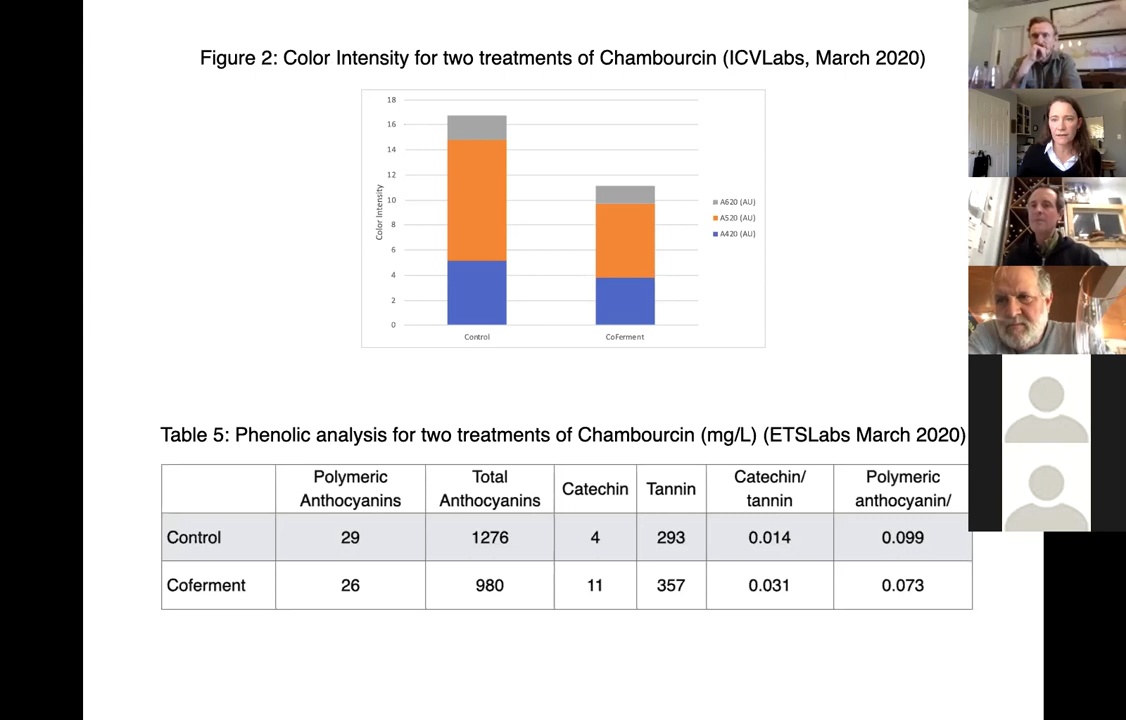 Figure 2: Color Intensity for two treatments of Chambourcin (ICVLabs, March 2020)
18
16
14
12
10
8
6
4
2
0
Color Intensity
A620 (AU)
A520 (AU)
A420 (AU)
Control
CoFerment
Table 5: Phenolic analysis for two treatments of Chambourcin (mg/L) (ETSLabs March 2020)
Polymeric Anthocyanins Total Anthocyanins Catechin Tannin Catechin/ tannin Polymeric anthocyanin/
Control 29 1276 4 293 0.014 0.099
Coferment 26 980 11 357 0.031 0.073